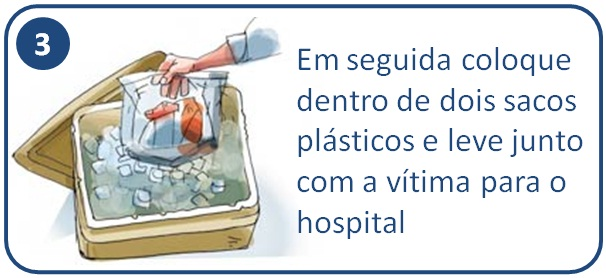 3
Em seguida coloque
dentro de dois sacos
plásticos e leve junto
com a vítima para o
hospital